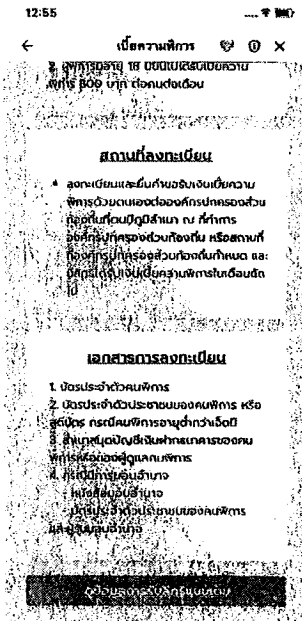 12:55
เบี้ยความพิการ
ผู้พิการอายุ 18 ปีขึ้นไปได้รับเบี้ยความ
พิการ 800 บาท ต่อคนต่อเดือน
สถานที่ลงทะเบียน
ลงทะเบียนและยื่นคำขอรับเงินเบี้ยความ
พิการด้วยตนเองต่อองค์กรปกครองส่วน
ท้องถิ่นที่ตนมีภูมิลำเนา ณ ที่ทำการ
องค์กรปกครองส่วนท้องถิ่น หรือสถานที่
ท้องถิ่นกำหนด และ
มีสิทธิได้รับเงินเบี้ยความพิการในเดือนถัด
ไป
เอกสารการลงทะเบียน
1. บัตรประจำตัวคนพิการ
2. บัตรประจำตัวประชาชนของคนพิการ หรือ
สูติบัตร กรณีคนพิการอายุต่ำกว่าเจ็ดปี
3. สำเนาสมุดบัญชีเงินฝากธนาคารของคน
พิการหรือของผู้ดูแลคนพิการ
4. กรณีมีการมอบอำนาจ
หนังสือมอบอำนาจ
บัตรประจำตัวประชาชนของคนพิการ
และผู้รับมอบอำนาจ